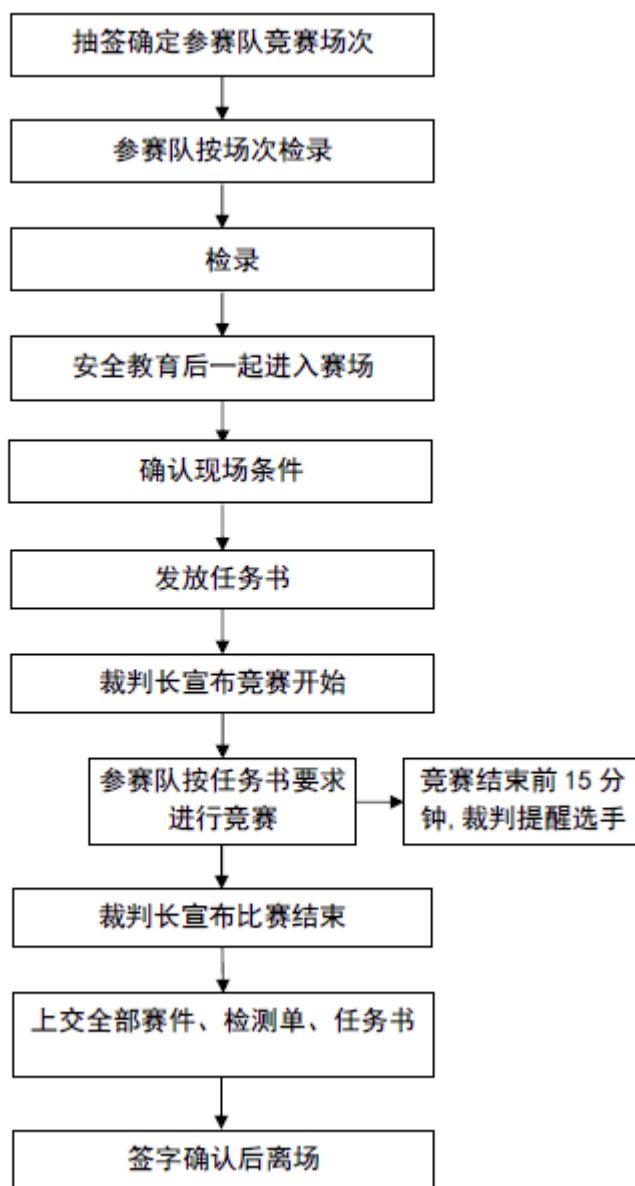 抽签确定参赛队竞赛场次
参赛队按场次检录
检录
安全教育后一起进入赛场
确认现场条件
发放任务书
裁判长宣布竞赛开始
参赛队按任务书要求
进行竞赛
竞赛结束前 15 分
钟,裁判提醒选手
裁判长宣布比赛结束
上交全部赛件、检测单、任务书
签字确认后离场